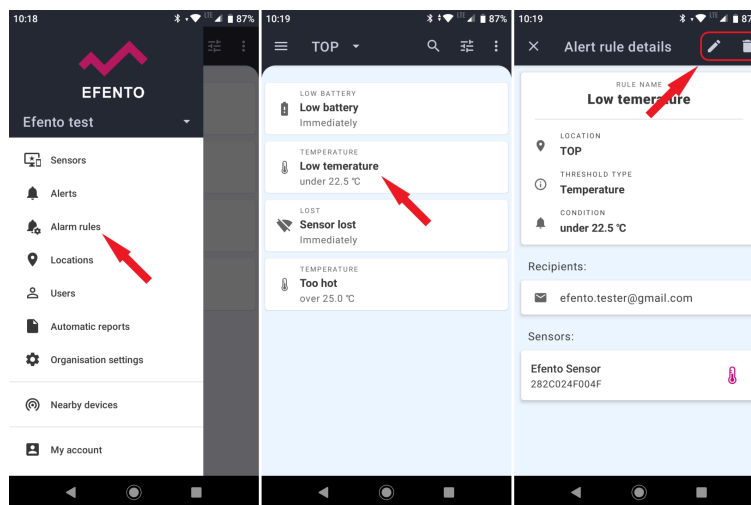 10:18
LTE
87%
EFENTO
Efento test
Sensors
Alerts
Alarm rules
Locations
Users
Automatic reports
Organisation settings
Nearby devices
My account
10:19
LTE
87%
TOP
LOW BATTERY
Low battery
Immediately
TEMPERATURE
Low temerature
under 22.5 °C
LOST
Sensor lost
Immediately
TEMPERATURE
Too hot
over 25.0 °C
10:19
LTE
87
Alert rule details
RULE NAME
Low temerature
LOCATION
TOP
THRESHOLD TYPE
Temperature
CONDITION
under 22.5 °C
Recipients:
efento.tester@gmail.com
Sensors:
Efento Sensor
282C024F004F